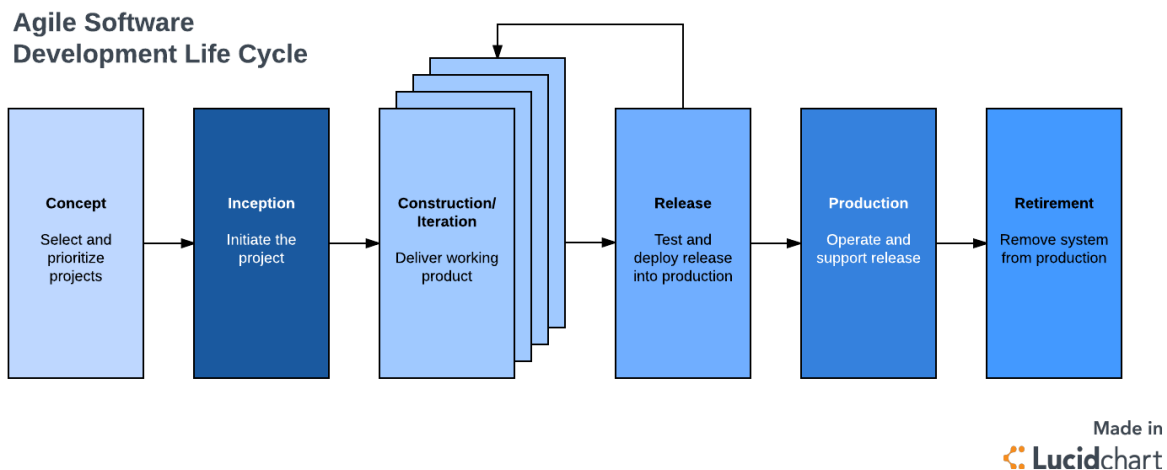 Agile Software
Development Life Cycle
Concept
Select and
prioritize
projects
Inception
Initiate the
project
Construction/
Iteration
Deliver working
product
Release
Test and
deploy release
into production
Production
Operate and
support release
Retirement
Remove system
from production
Made in
Lucidchart